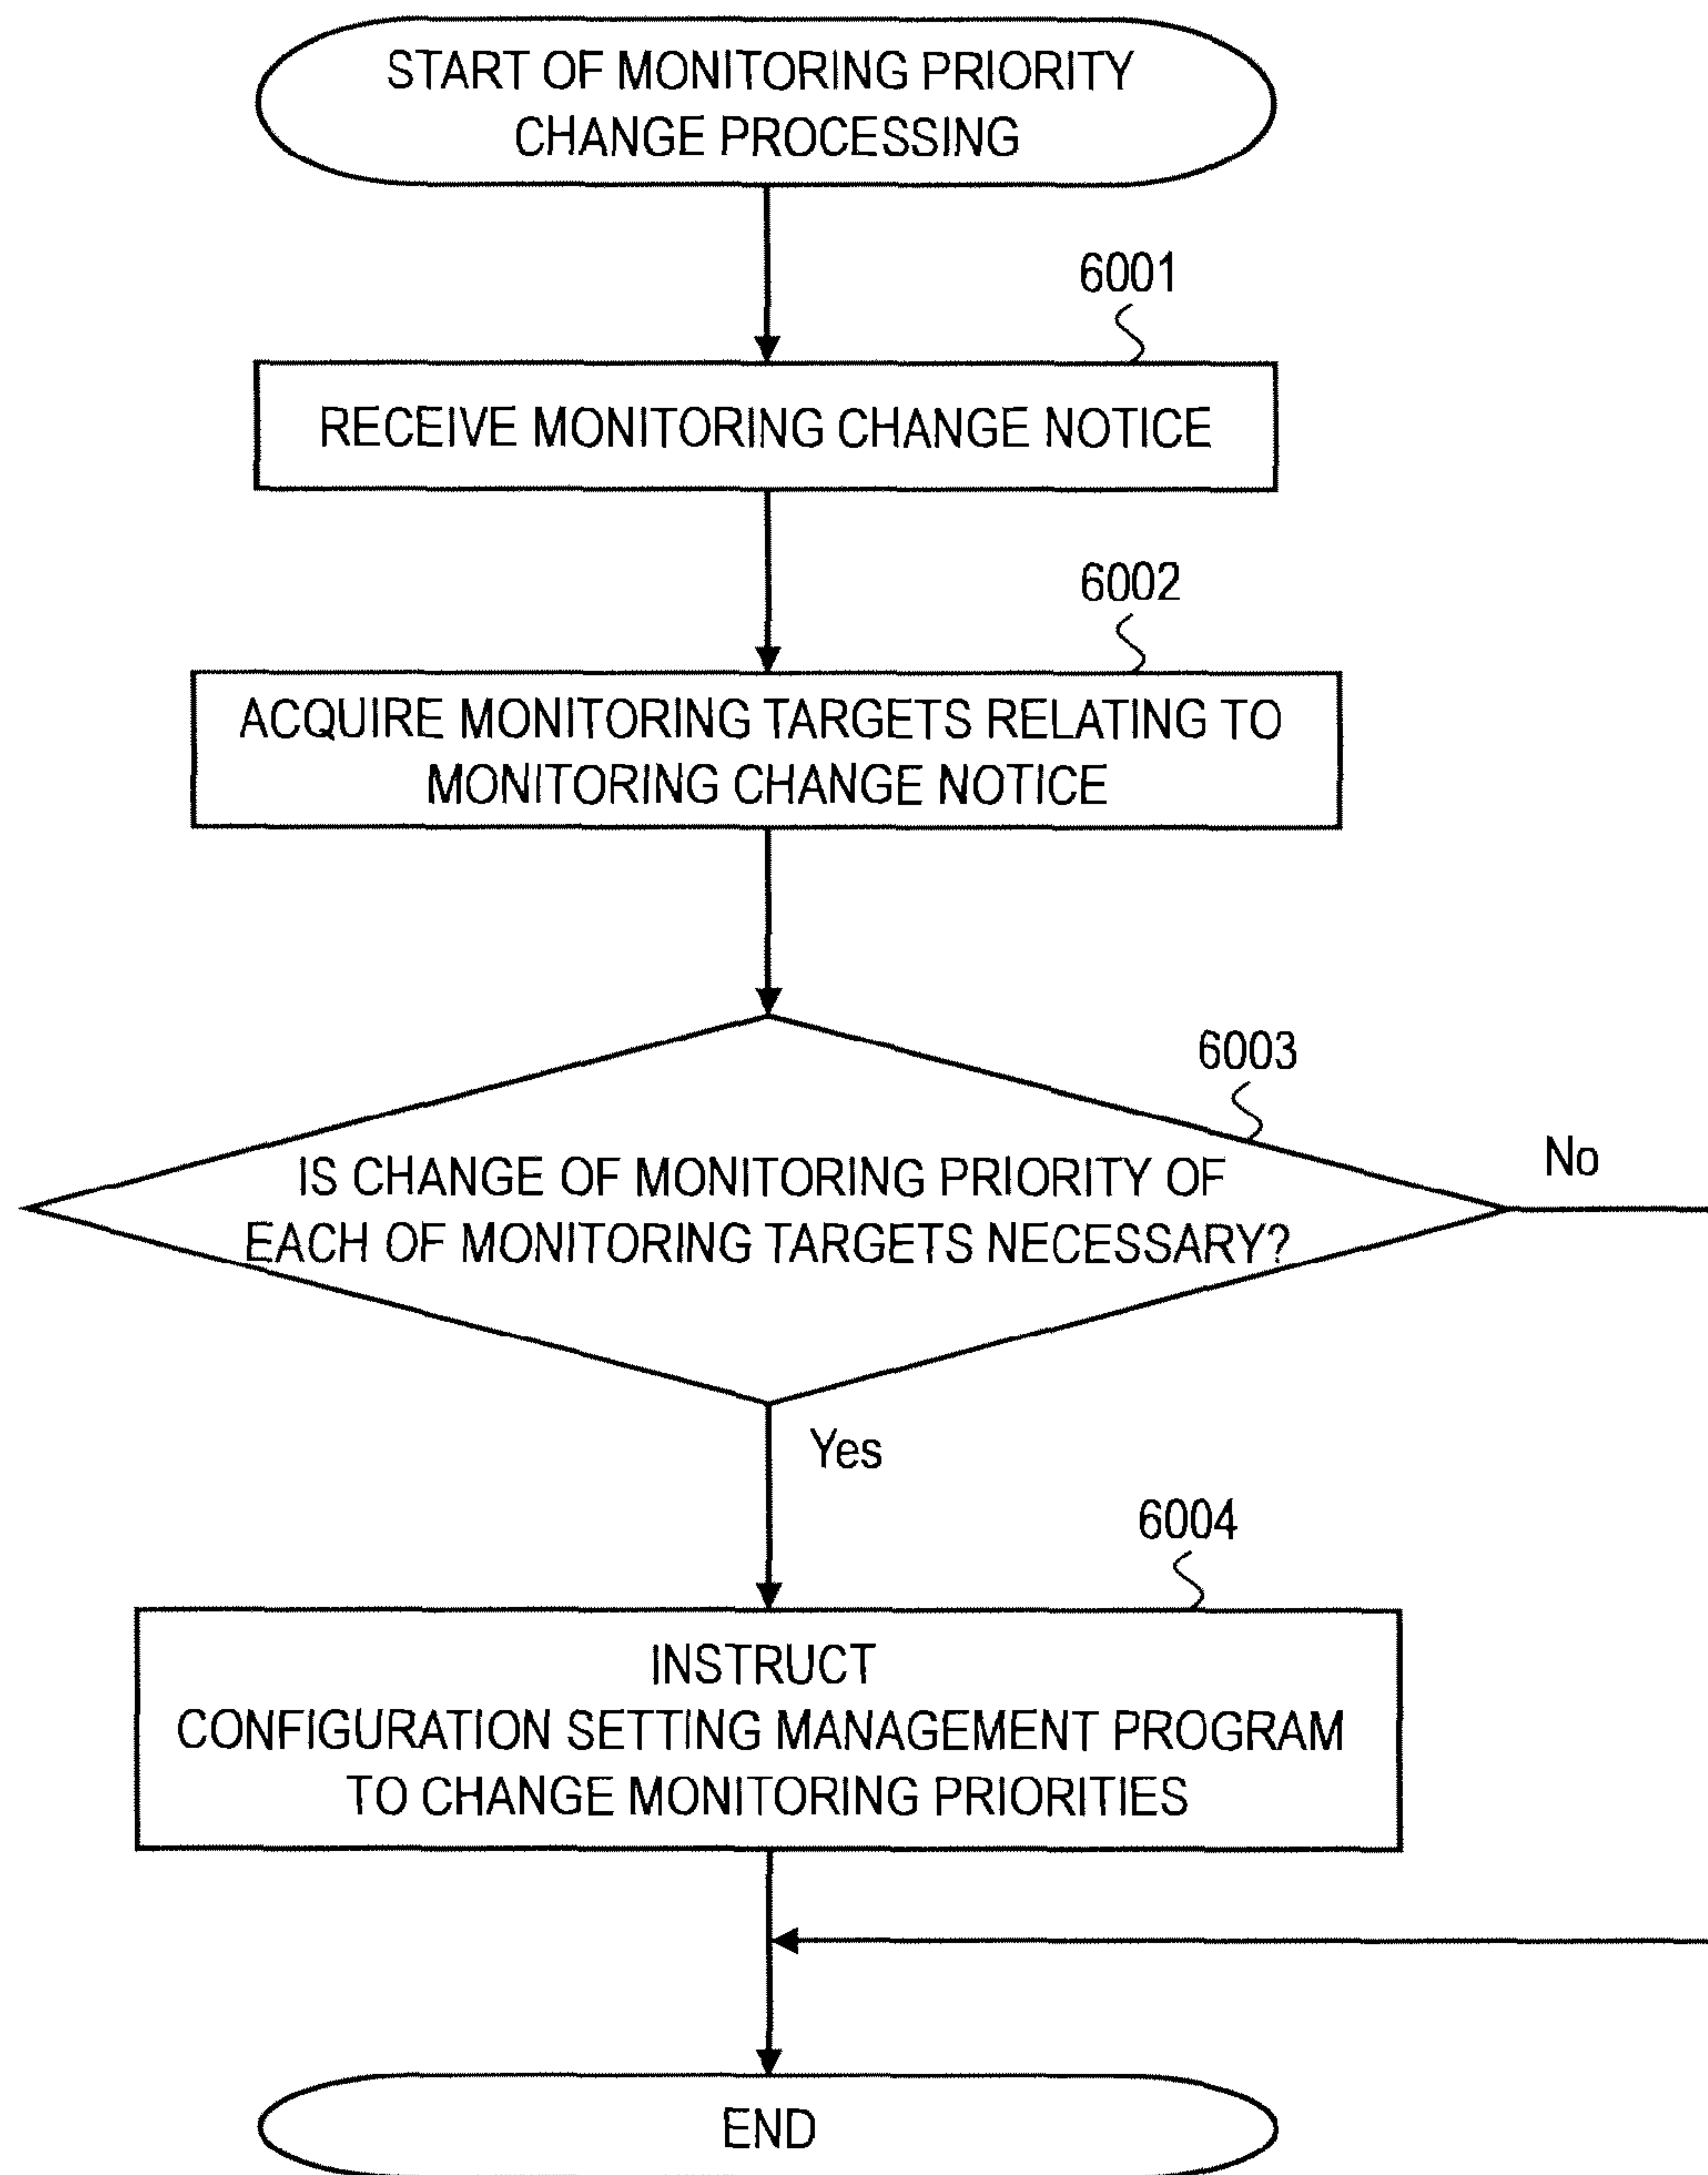 START OF MONITORING PRIORITY
CHANGE PROCESSING
6001
RECEIVE MONITORING CHANGE NOTICE
6002
ACQUIRE MONITORING TARGETS RELATING TO
MONITORING CHANGE NOTICE
6003
No
IS CHANGE OF MONITORING PRIORITY OF
EACH OF MONITORING TARGETS NECESSARY?
Yes
6004
INSTRUCT
CONFIGURATION SETTING MANAGEMENT PROGRAM
TO CHANGE MONITORING PRIORITIES
END